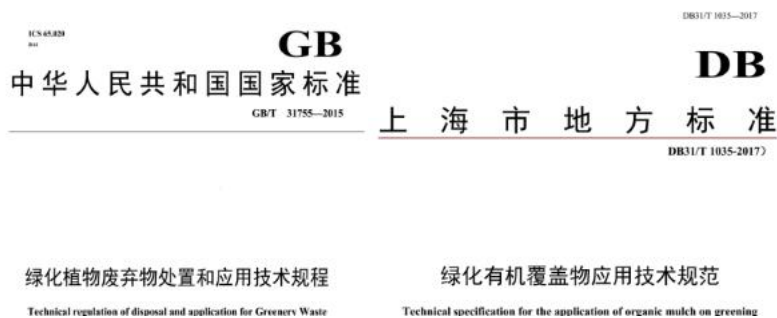 ICS 65.020
GB
中华人民共和国国家标准
GB/T 31755—2015
绿化植物废弃物处置和应用技术规程
Technical regulation of disposal and application for Greenery Waste
DB31/T 1035—2017
DB
上海市地方标准
DB31/T 1035-2017）
绿化有机覆盖物应用技术规范
Technical specification for the application of organic mulch on greening